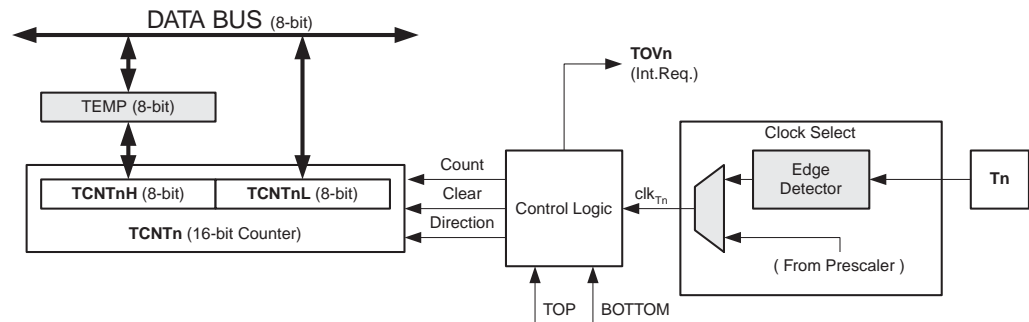 DATA BUS (8-bit)
TOVn
(Int.Req.)
TEMP (8-bit)
Clock Select
Count
Edge
Detector
Tn
TCNTnH (8-bit) TCNTnL (8-bit)
Clear
Control Logic
clkTn
TCNTn (16-bit Counter)
Direction
( From Prescaler )
TOP
BOTTOM